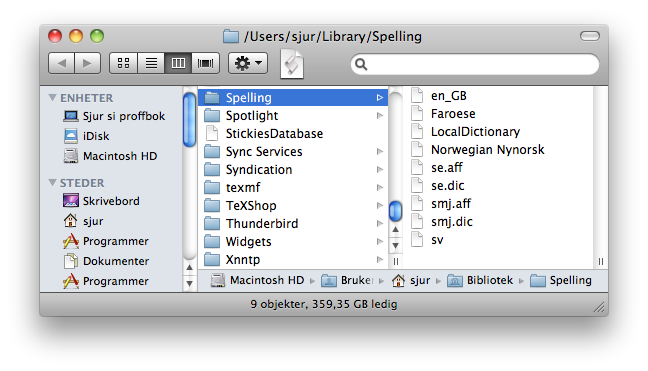 /Users/sjur/Library/Spelling
ENHETER
Sjur si proffbok
iDisk
Macintosh HD
STEDER
Skrivebord
sjur
Programmer
Dokumenter
Programmer
Spelling
Spotlight
StickiesDatabase
Sync Services
Syndication
texmf
TeXShop
Thunderbird
Widgets
Xnntp
en_GB
Faroese
LocalDictionary
Norwegian Nynorsk
se.aff
se.dic
smj.aff
smj.dic
sv
Macintosh HD Bruker sjur Bibliotek Spelling
9 objekter, 359,35 GB ledig